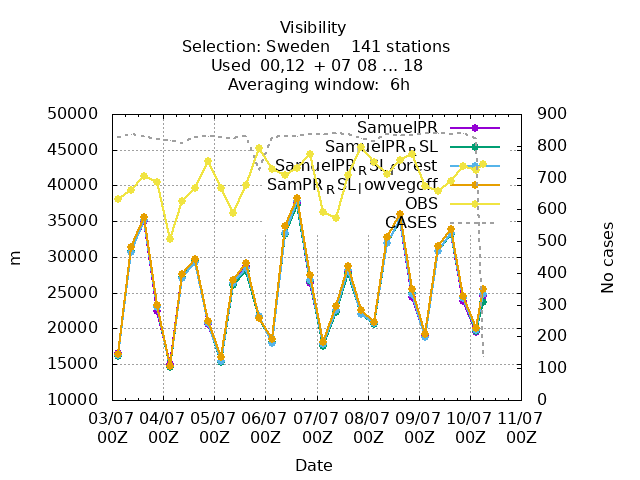 Visibility
Selection: Sweden    141 stations
Used 00,12 + 07 08 ... 18
Averaging window: 6h
50000
45000
40000
35000
30000
25000
20000
15000
10000
m
900
800
700
600
500
400
300
200
100
0
No cases
SamuelPR
SamuelPR_RSL
SamuelPR_RSL_forest
SamPR_RSL_lowvegoff
OBS
CASES
03/07 04/07 05/07 06/07 07/07 08/07 09/07 10/07 11/07
00Z 00Z 00Z 00Z 00Z 00Z 00Z 00Z 00Z
Date